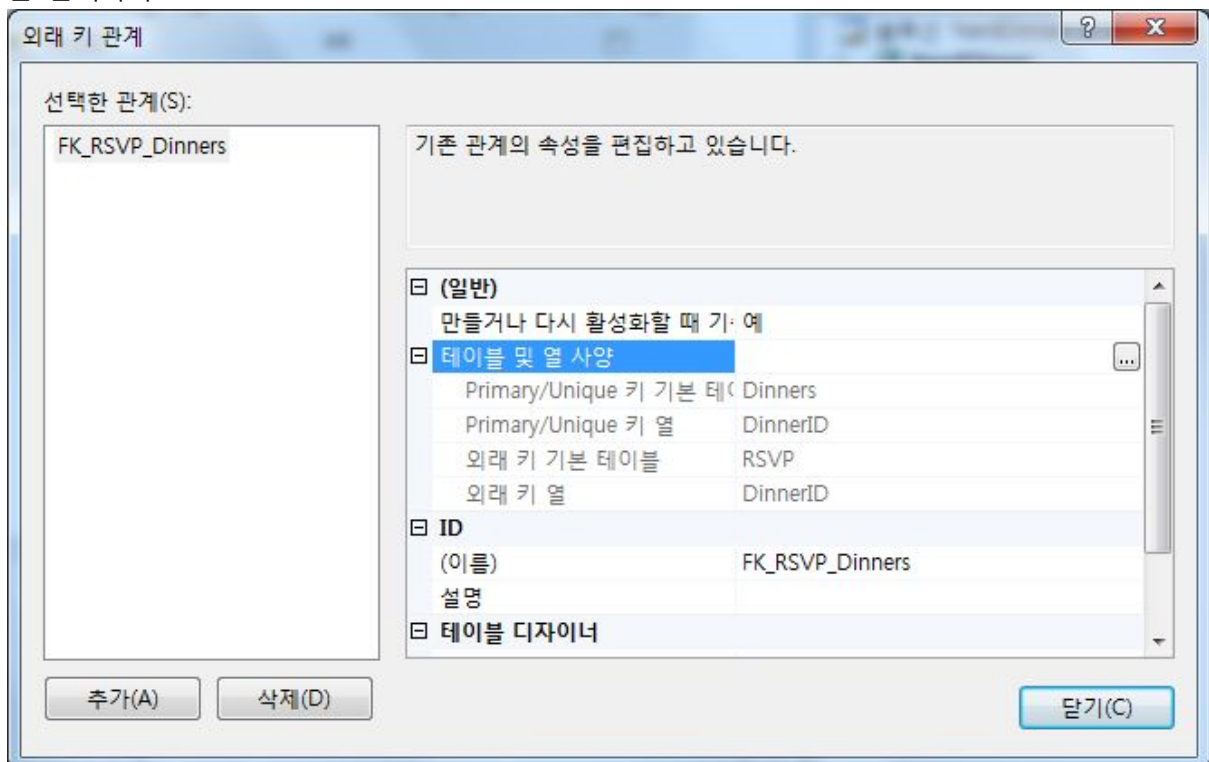 외래 키 관계
선택한 관계(S):
FK_RSVP_Dinners
기존 관계의 속성을 편집하고 있습니다.
(일반)
만들거나 다시 활성화할 때 기 예
테이블 및 열 사양 ...
Primary/Unique 키 기본 테 Dinners
Primary/Unique 키 열 DinnerID
외래 키 기본 테이블 RSVP
외래 키 열 DinnerID
ID
(이름) FK_RSVP_Dinners
설명
테이블 디자이너
추가(A) 삭제(D) 닫기(C)